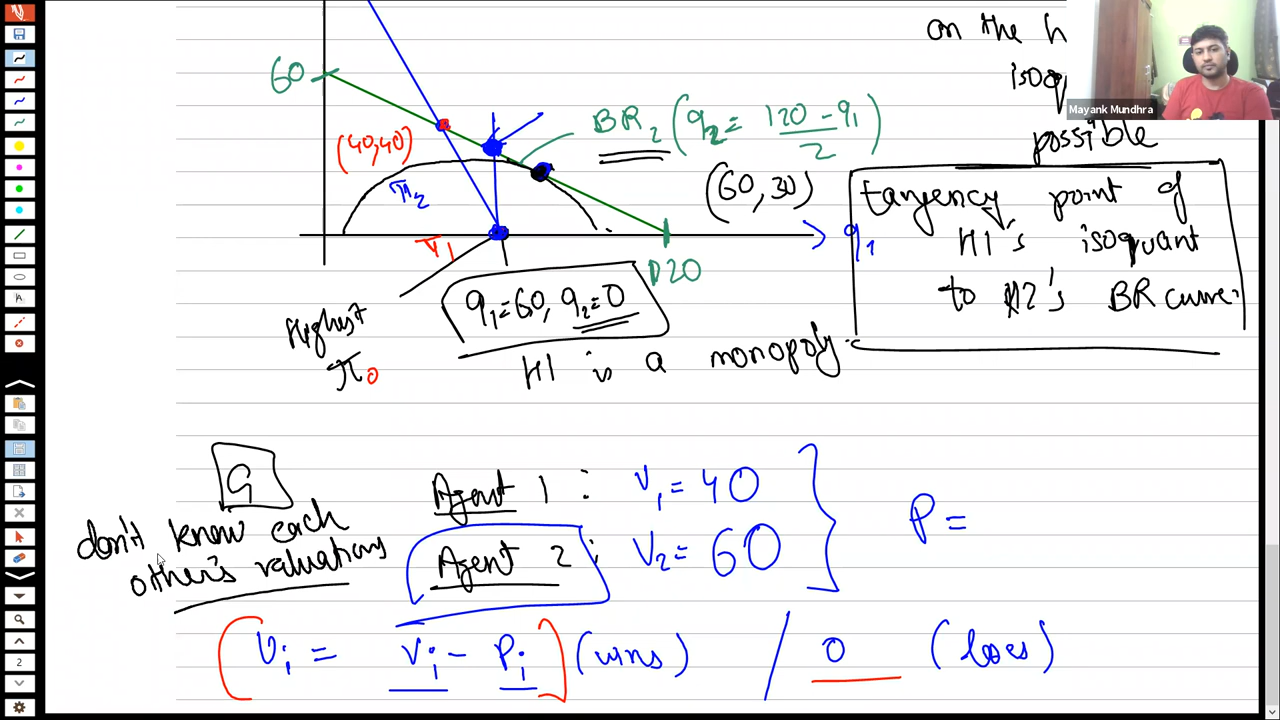 on the h
isoq
possible
Mayank Mundhra
60
(40,40)
BR₂ (q₂ = 120 - q₁ / 2)
(60, 30)
π₂
π₁
q₁
120
q₁=60, q₂=0
Highest
π₀
H1 is a monopoly.
tangency point of
H1's isoquant
to H2's BR curve.
G
don't know each
other's valuations
Agent 1 : v₁ = 40
Agent 2 : v₂ = 60
P =
Uᵢ = vᵢ - Pᵢ (wins) / 0 (loses)
2